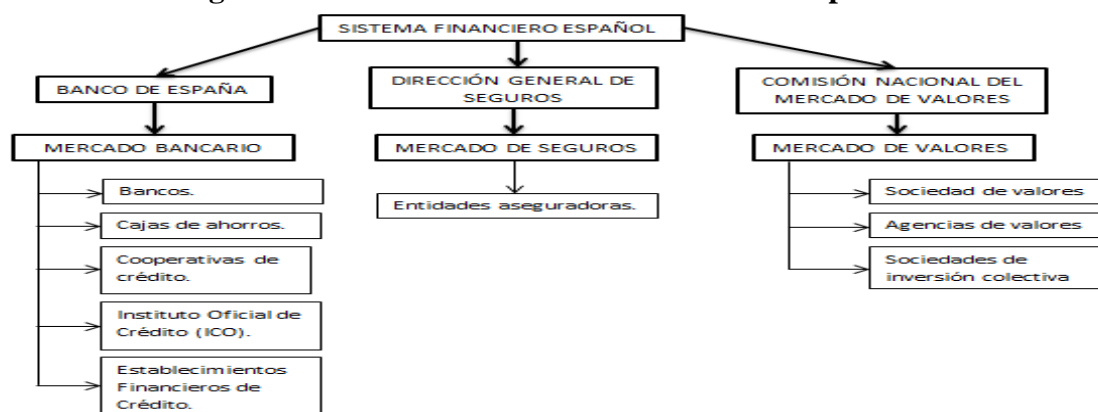 SISTEMA FINANCIERO ESPAÑOL
BANCO DE ESPAÑA
MERCADO BANCARIO
Bancos.
Cajas de ahorros.
Cooperativas de
crédito.
Instituto Oficial de
Crédito (ICO).
Establecimientos
Financieros de
Crédito.
DIRECCIÓN GENERAL DE
SEGUROS
MERCADO DE SEGUROS
Entidades aseguradoras.
COMISIÓN NACIONAL DEL
MERCADO DE VALORES
MERCADO DE VALORES
Sociedad de valores
Agencias de valores
Sociedades de
inversión colectiva